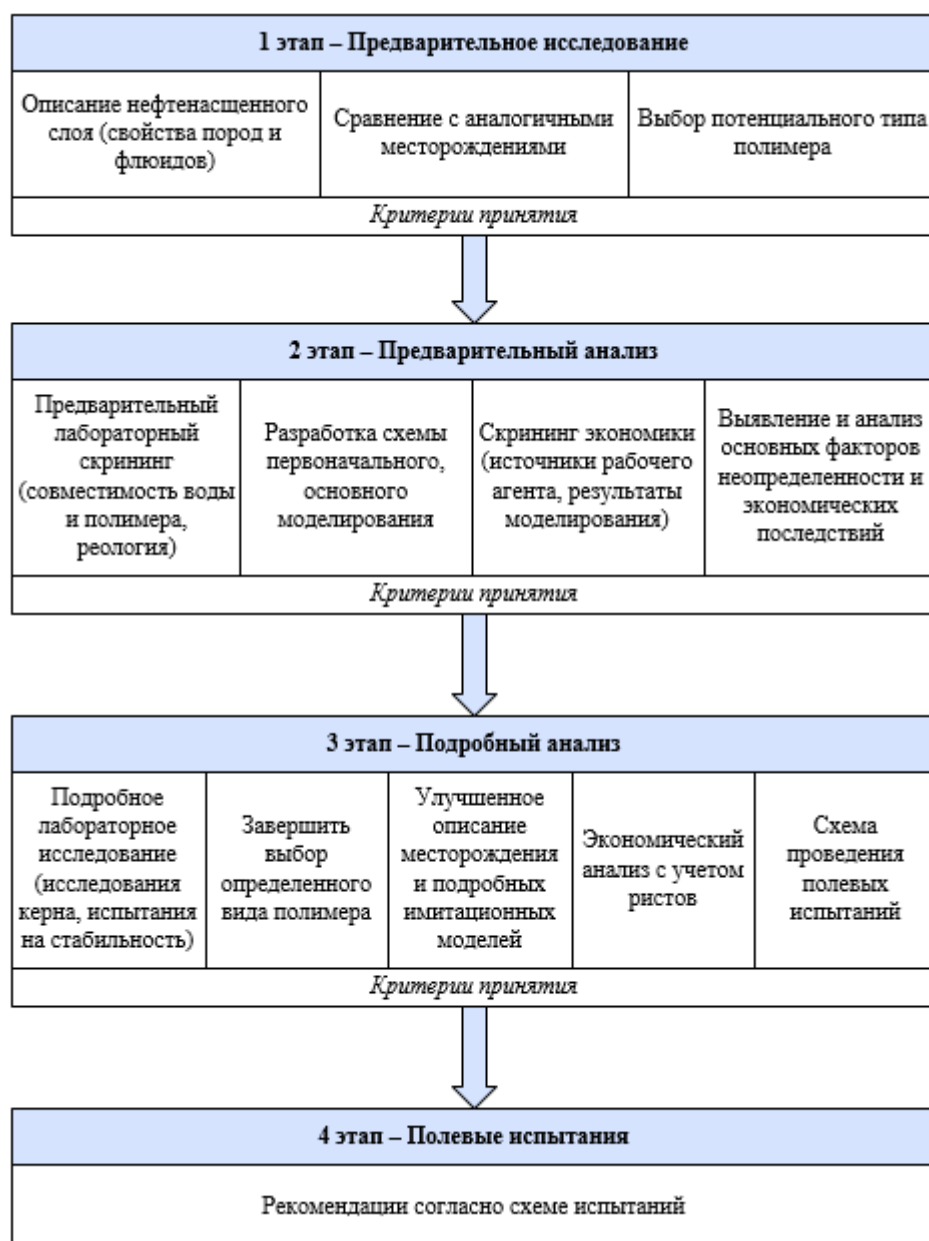 1 этап – Предварительное исследование
Описание нефтенасщенного
слоя (свойства пород и
флюидов)
Сравнение с аналогичными
месторождениями
Выбор потенциального типа
полимера
Критерии принятия
2 этап – Предварительный анализ
Предварительный
лабораторный
скрининг
(совместимость воды
и полимера,
реология)
Разработка схемы
первоначального,
основного
моделирования
Скрининг экономики
(источники рабочего
агента, результаты
моделирования)
Выявление и анализ
основных факторов
неопределенности и
экономических
последствий
Критерии принятия
3 этап – Подробный анализ
Подробное
лабораторное
исследование
(исследования
керна, испытания
на стабильность)
Завершить
выбор
определенного
вида полимера
Улучшенное
описание
месторождения
и подробных
имитационных
моделей
Экономический
анализ с учетом
ристов
Схема
проведения
полевых
испытаний
Критерии принятия
4 этап – Полевые испытания
Рекомендации согласно схеме испытаний